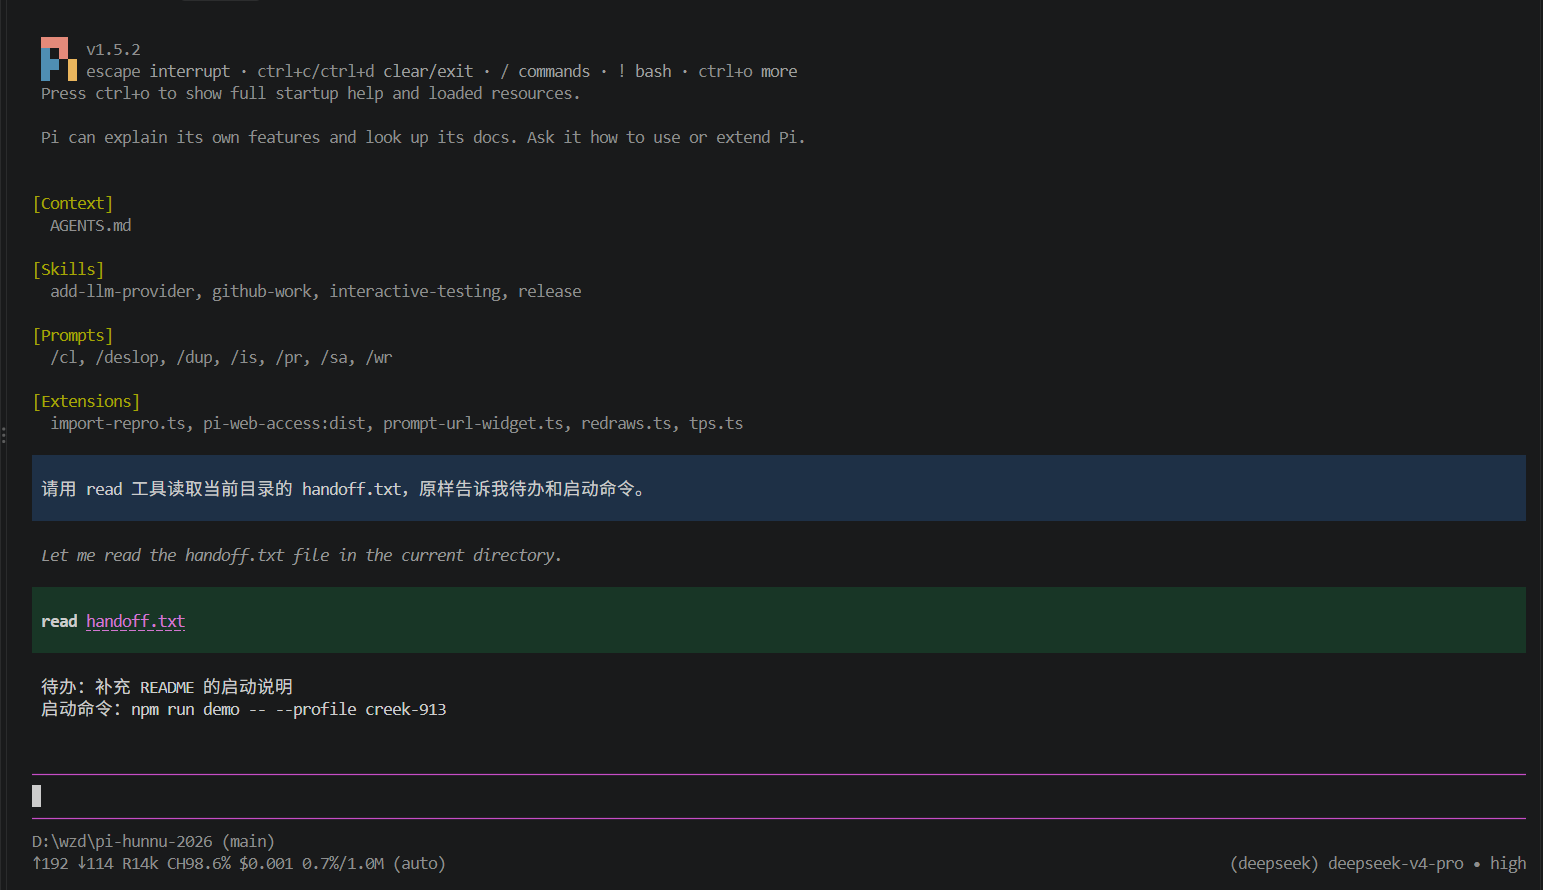 v1.5.2
escape interrupt · ctrl+c/ctrl+d clear/exit · / commands · ! bash · ctrl+o more
Press ctrl+o to show full startup help and loaded resources.
Pi can explain its own features and look up its docs. Ask it how to use or extend Pi.
[Context]
AGENTS.md
[Skills]
add-llm-provider, github-work, interactive-testing, release
[Prompts]
/cl, /deslop, /dup, /is, /pr, /sa, /wr
[Extensions]
import-repro.ts, pi-web-access:dist, prompt-url-widget.ts, redraws.ts, tps.ts
请用 read 工具读取当前目录的 handoff.txt，原样告诉我待办和启动命令。
Let me read the handoff.txt file in the current directory.
read handoff.txt
待办：补充 README 的启动说明
启动命令：npm run demo -- --profile creek-913
D:\wzd\pi-hunnu-2026 (main)
↑192 ↓114 R14k CH98.6% $0.001 0.7%/1.0M (auto) (deepseek) deepseek-v4-pro • high